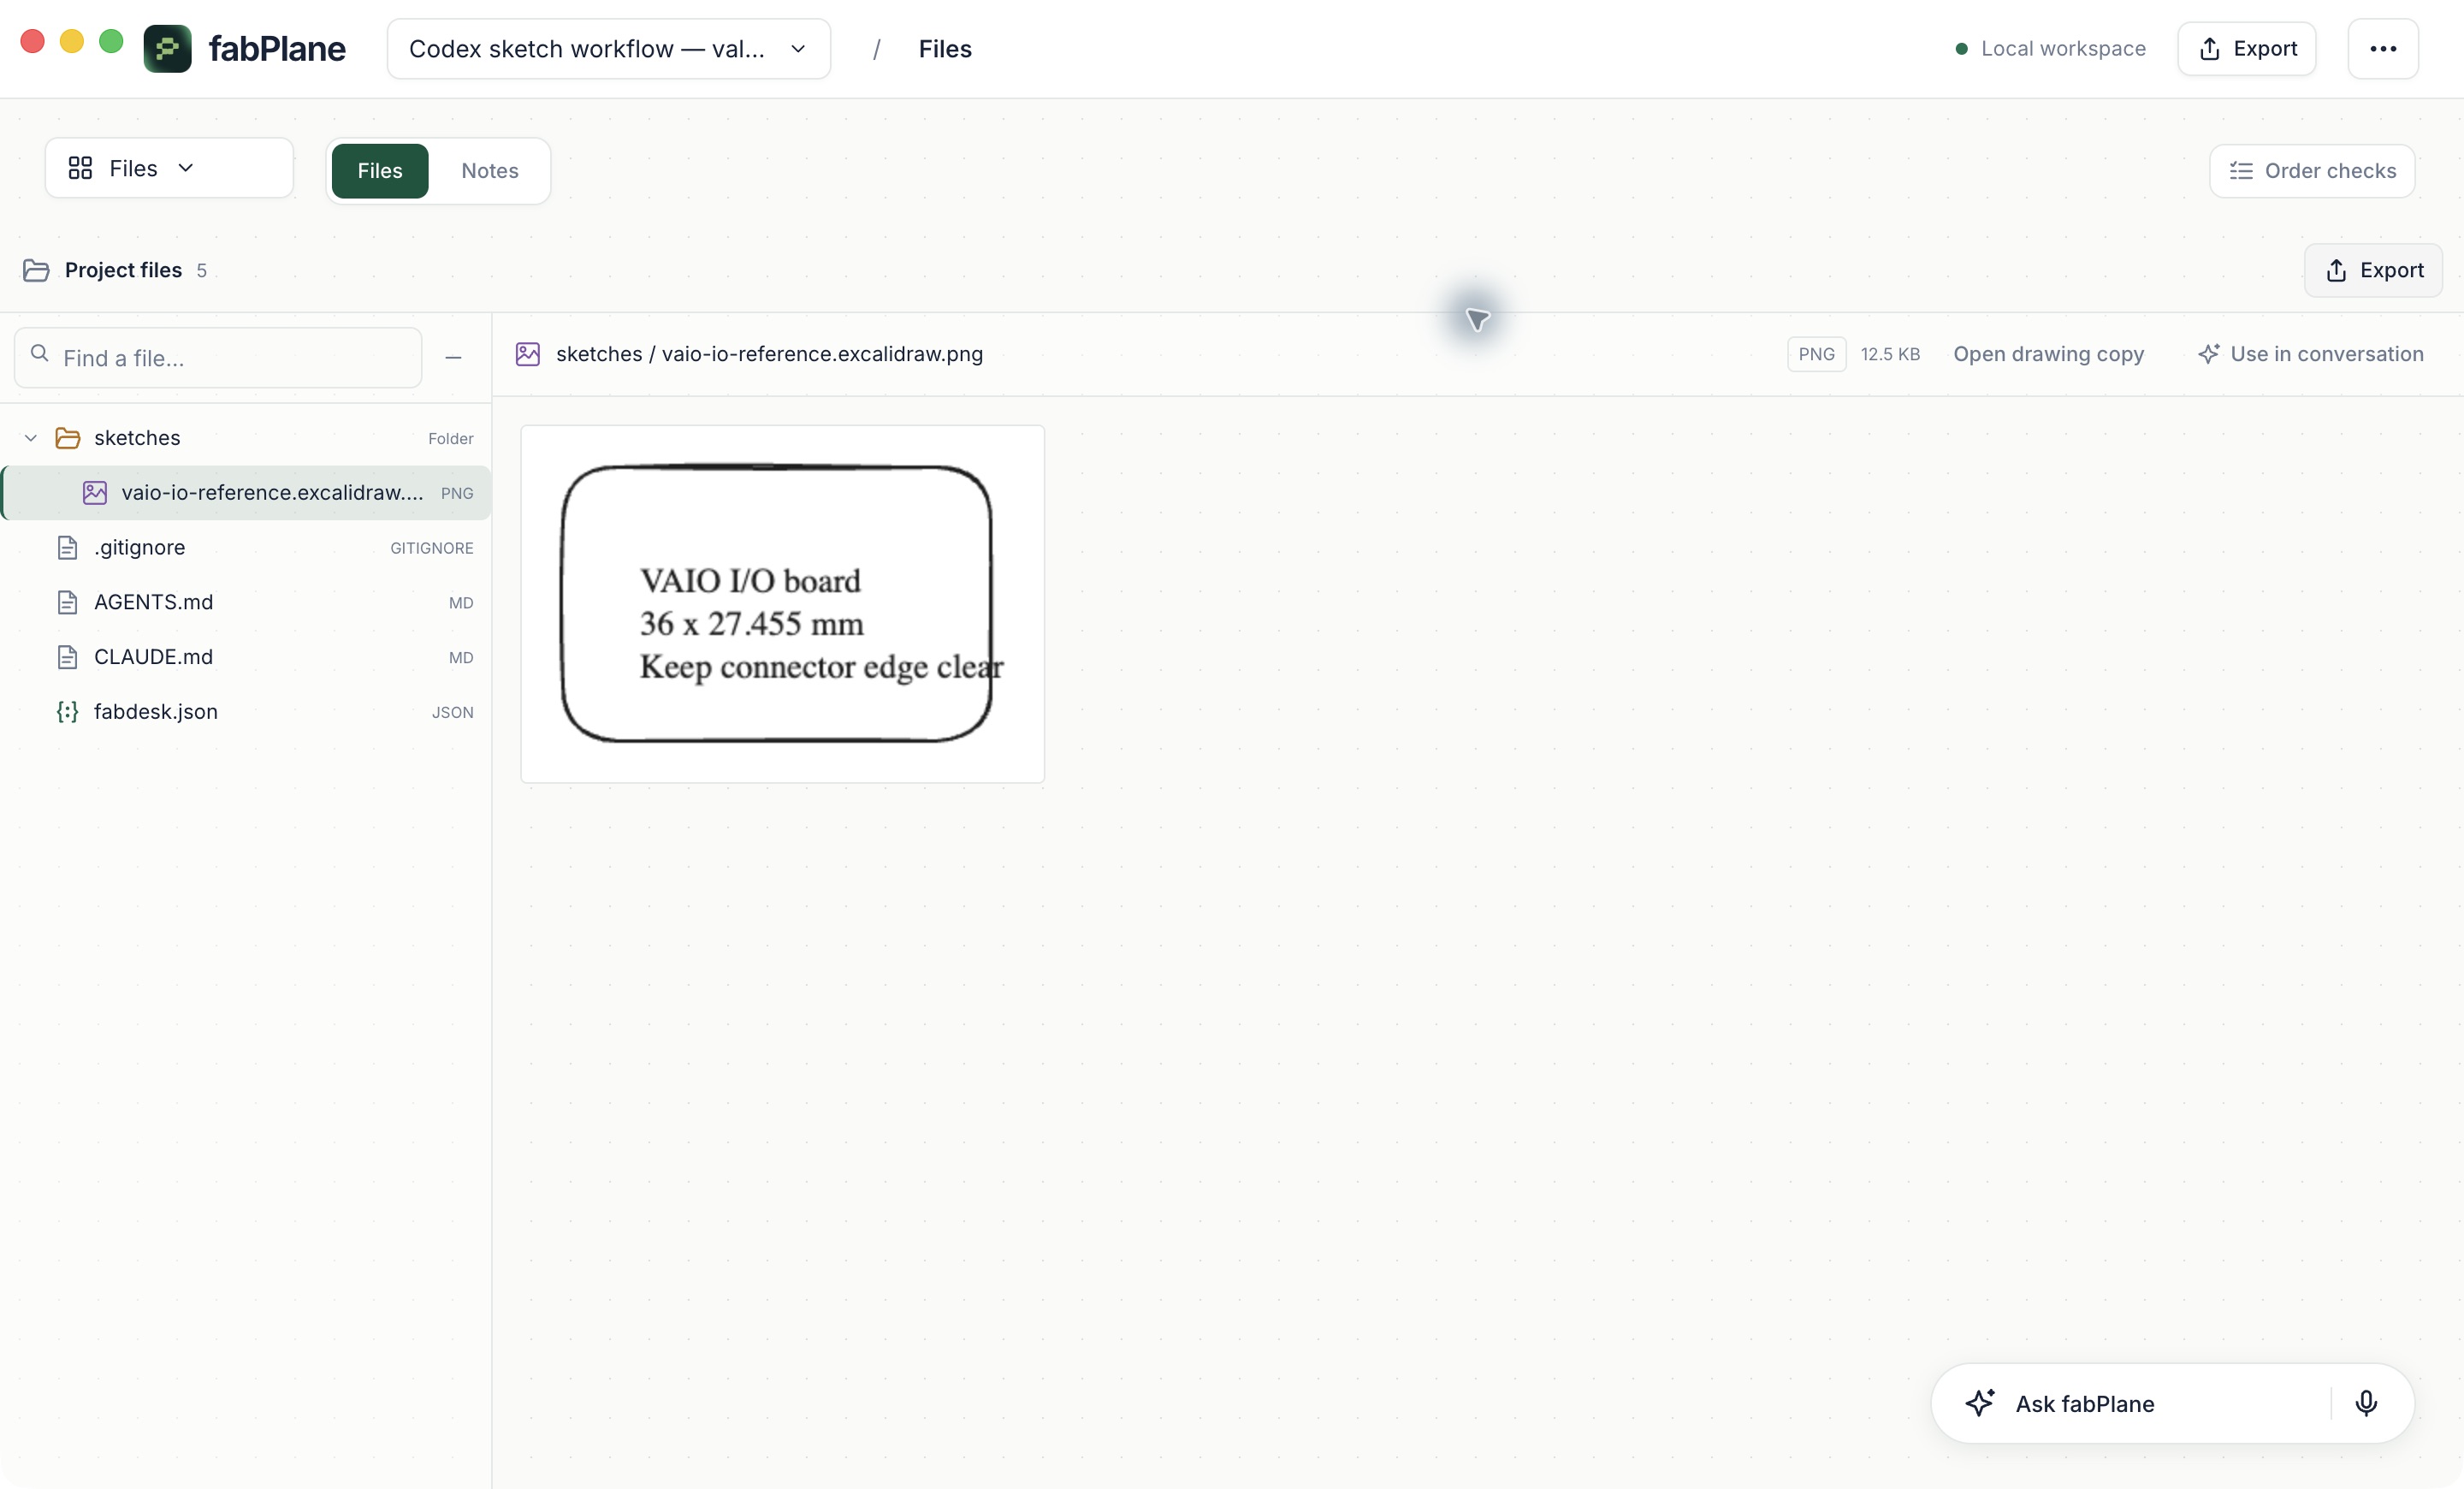 fabPlane
Codex sketch workflow — val...
/
Files
Local workspace
Export
Files
Files
Notes
Order checks
Project files 5
Export
Find a file...
sketches / vaio-io-reference.excalidraw.png
PNG
12.5 KB
Open drawing copy
Use in conversation
sketches
Folder
vaio-io-reference.excalidraw....
PNG
.gitignore
GITIGNORE
AGENTS.md
MD
CLAUDE.md
MD
fabdesk.json
JSON
VAIO I/O board
36 x 27.455 mm
Keep connector edge clear
Ask fabPlane